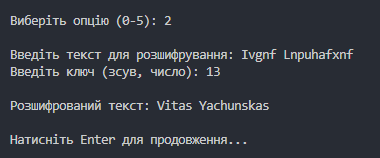 Виберіть опцію (0-5): 2
Введіть текст для розшифрування: Ivgnf Lnpuhafxnf
Введіть ключ (зсув, число): 13
Розшифрований текст: Vitas Yachunskas
Натисніть Enter для продовження...